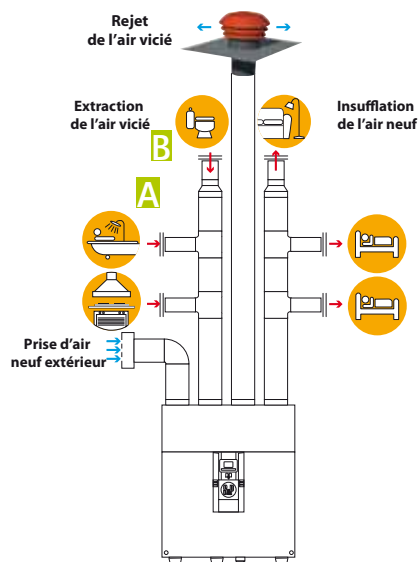 Rejet
de l'air vicié
Extraction
de l'air vicié
Insufflation
de l'air neuf
B
A
Prise d'air
neuf extérieur